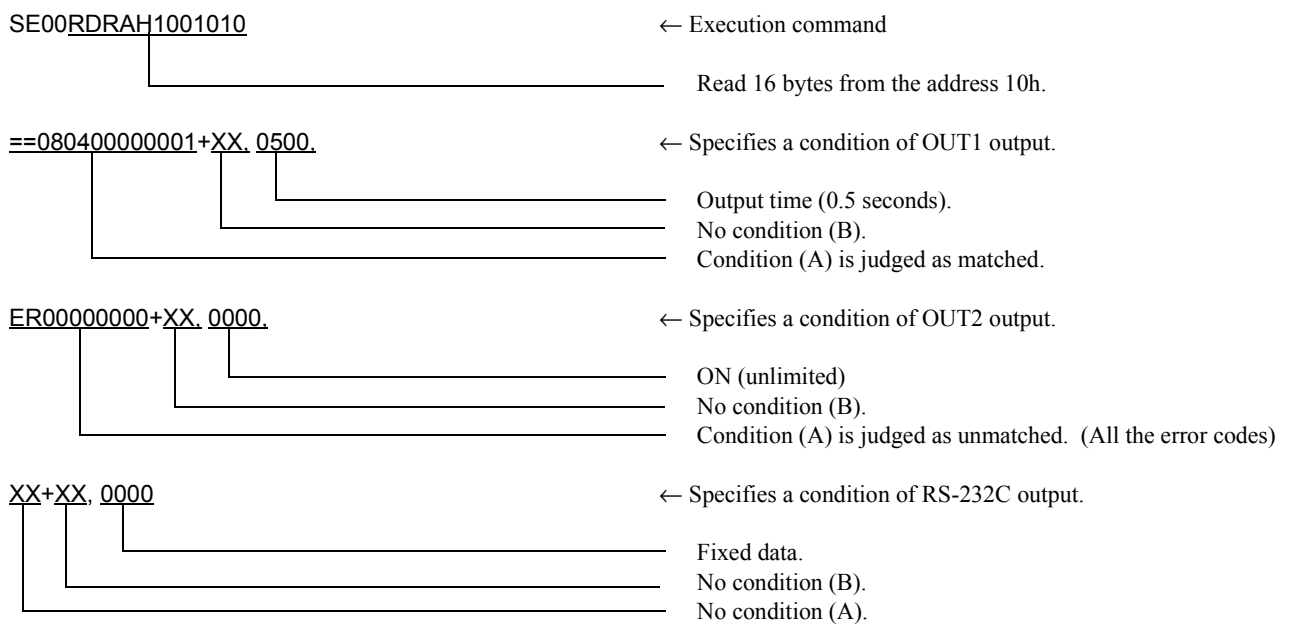 SE00RDRAH1001010 ← Execution command
Read 16 bytes from the address 10h.
==080400000001+XX, 0500, ← Specifies a condition of OUT1 output.
Output time (0.5 seconds).
No condition (B).
Condition (A) is judged as matched.
ER00000000+XX, 0000, ← Specifies a condition of OUT2 output.
ON (unlimited)
No condition (B).
Condition (A) is judged as unmatched. (All the error codes)
XX+XX, 0000 ← Specifies a condition of RS-232C output.
Fixed data.
No condition (B).
No condition (A).